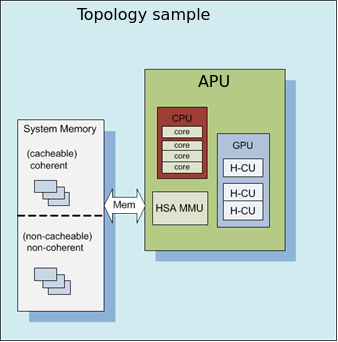 Topology sample
APU
CPU
core
core
core
core
GPU
H-CU
H-CU
H-CU
HSA MMU
System Memory
(cacheable)
coherent
Mem
(non-cacheable)
non-coherent